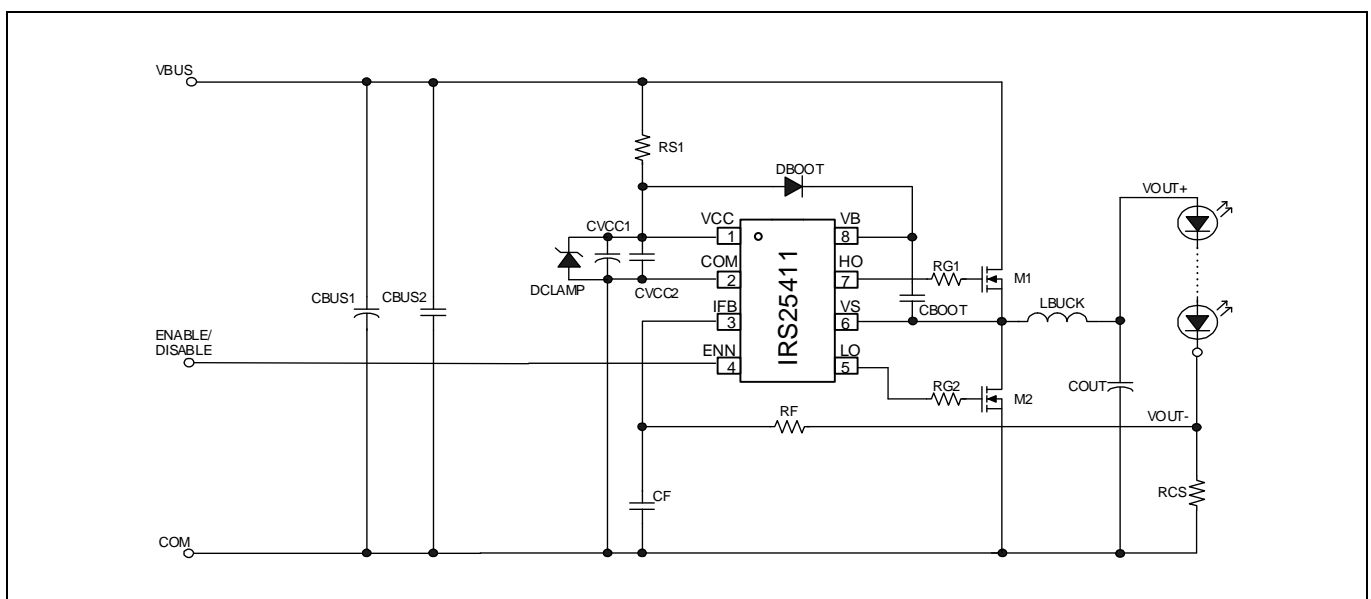 VBUS
RS1
DBOOT
VOUT+
CVCC1
VCC
VB
1
8
COM
HO
2
7
RG1
M1
DCLAMP
CVCC2
CBUS1
CBUS2
IFB
VS
3
6
CBOOT
LBUCK
IRS25411
ENABLE/
DISABLE
ENN
LO
4
5
RG2
M2
COUT
RF
VOUT-
CF
RCS
COM